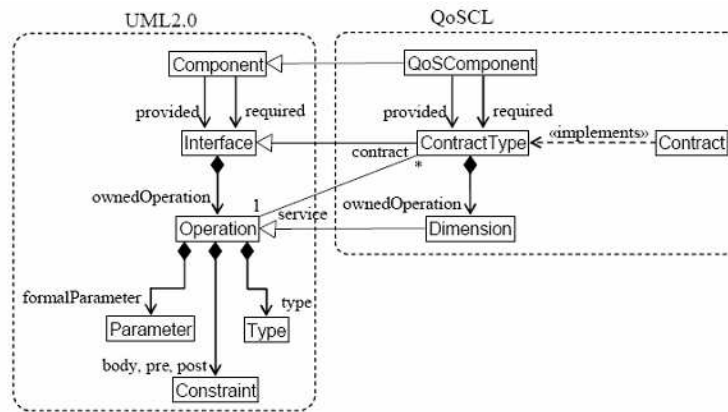 UML2.0
QoSCL
Component
QoSComponent
provided
required
provided
required
«implements»
Interface
ContractType
Contract
contract
*
ownedOperation
1
service
ownedOperation
Operation
Dimension
formalParameter
type
Parameter
Type
body, pre, post
Constraint